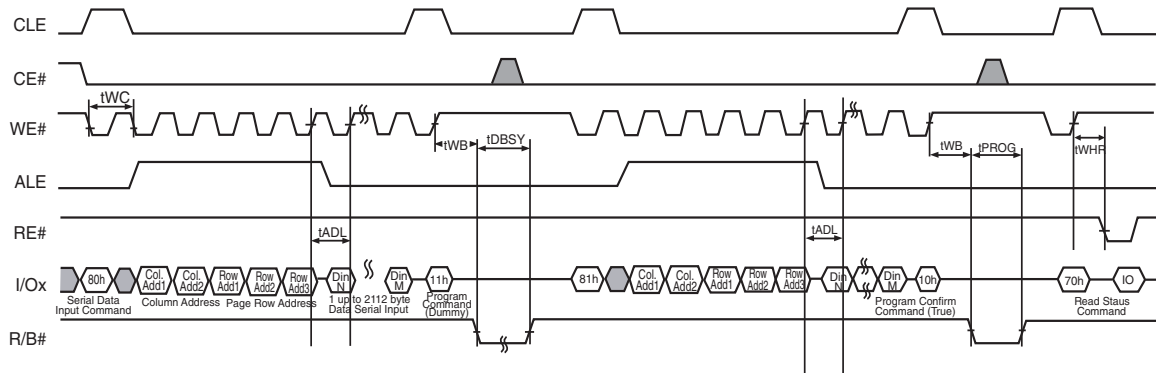 CLE
CE#
tWC
WE#
tWB
tDBSY
tWB
tPROG
tWHR
ALE
RE#
tADL
tADL
I/Ox
80h
Col. Add1
Col. Add2
Row Add1
Row Add2
Row Add3
Din N
Din M
11h
81h
Col. Add1
Col. Add2
Row Add1
Row Add2
Row Add3
Din N
Din M
10h
70h
IO
Serial Data
Input Command
Column Address
Page Row Address
1 up to 2112 byte
Data Serial Input
Program
Command
(Dummy)
Program Confirm
Command (True)
Read Staus
Command
R/B#